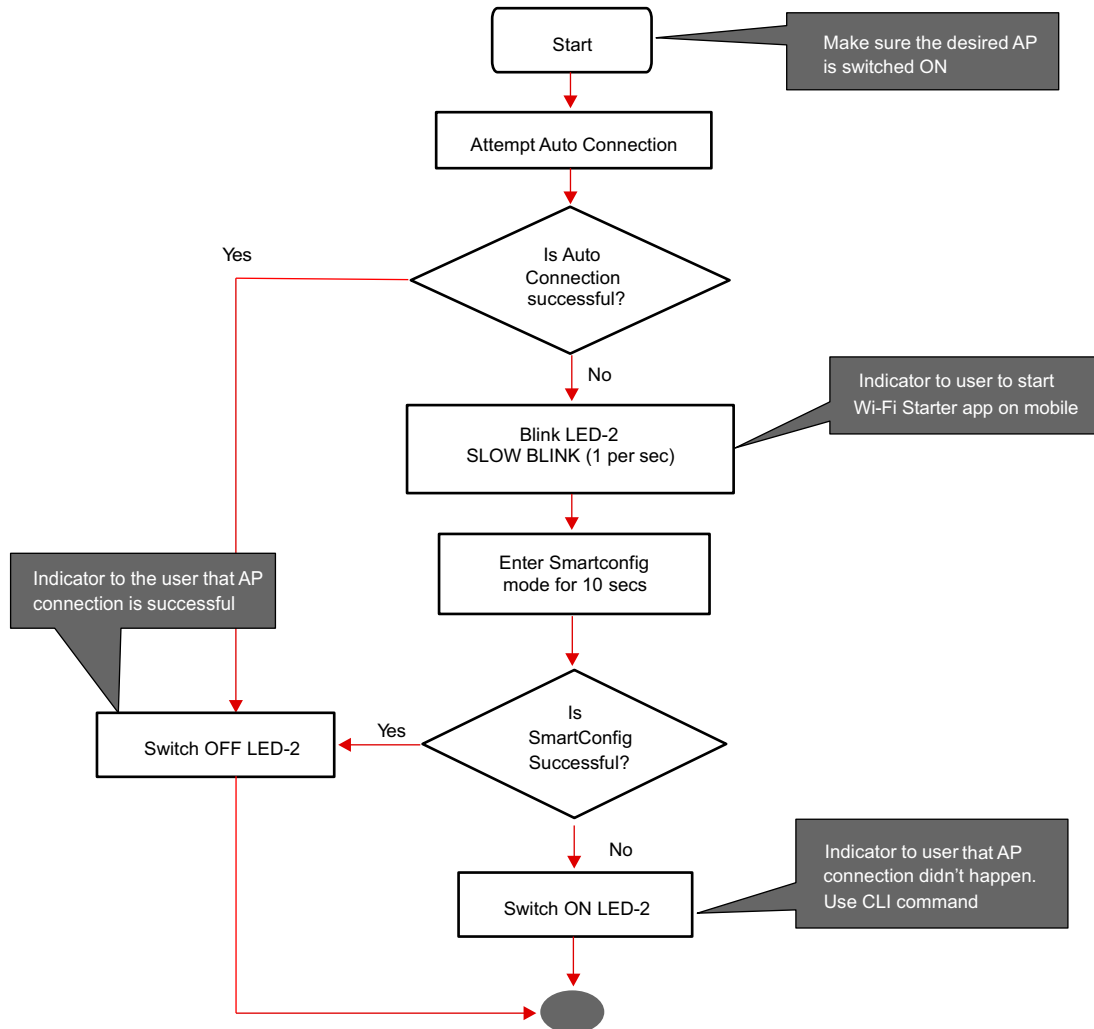 Start
Make sure the desired AP
is switched ON
Attempt Auto Connection
Yes
Is Auto
Connection
successful?
No
Indicator to user to start
Wi-Fi Starter app on mobile
Blink LED-2
SLOW BLINK (1 per sec)
Enter Smartconfig
mode for 10 secs
Indicator to the user that AP
connection is successful
Yes
Is
SmartConfig
Successful?
Switch OFF LED-2
No
Indicator to user that AP
connection didn't happen.
Use CLI command
Switch ON LED-2